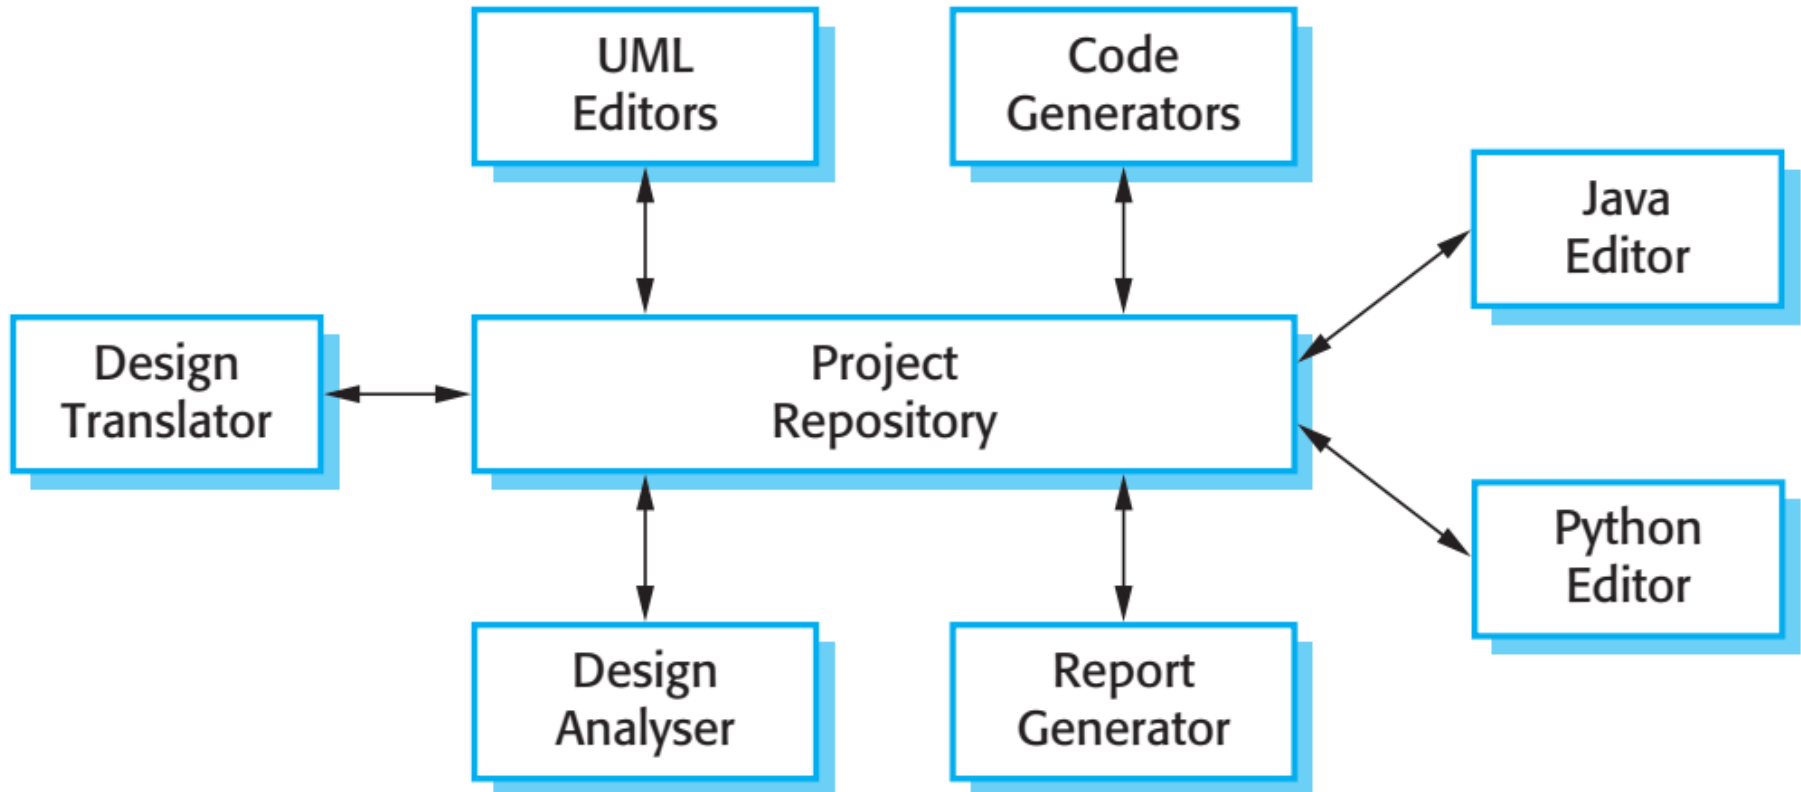 UML
Editors
Code
Generators
Java
Editor
Design
Translator
Project
Repository
Python
Editor
Design
Analyser
Report
Generator